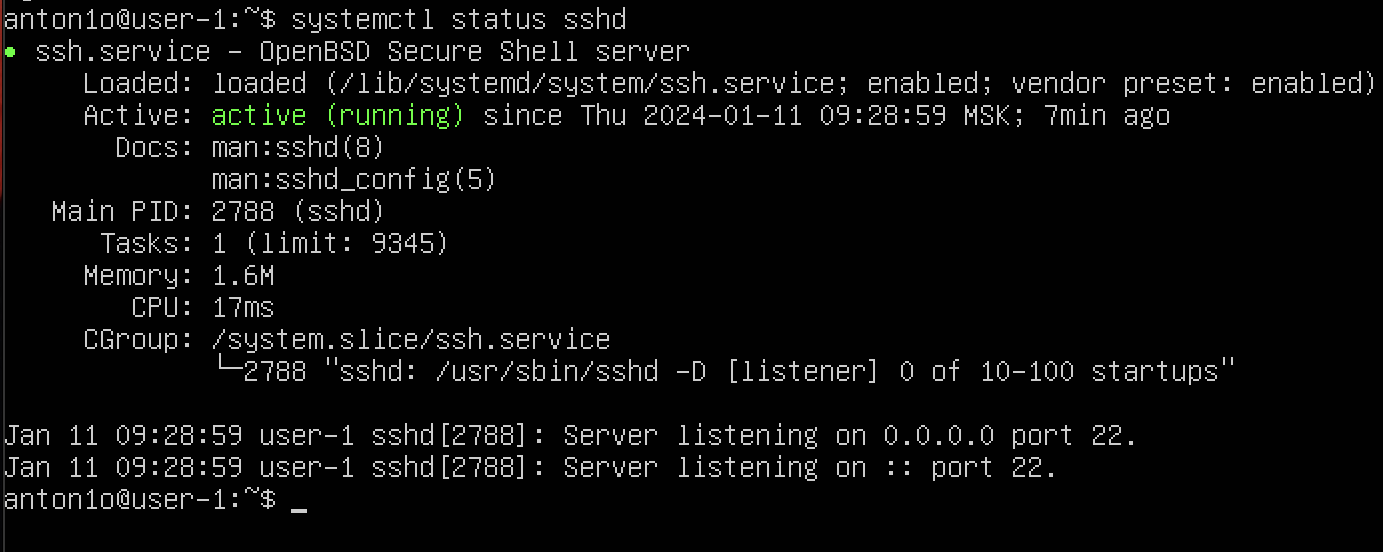 anton1o@user-1:~$ systemctl status sshd
● ssh.service - OpenBSD Secure Shell server
     Loaded: loaded (/lib/systemd/system/ssh.service; enabled; vendor preset: enabled)
     Active: active (running) since Thu 2024-01-11 09:28:59 MSK; 7min ago
       Docs: man:sshd(8)
             man:sshd_config(5)
   Main PID: 2788 (sshd)
      Tasks: 1 (limit: 9345)
     Memory: 1.6M
        CPU: 17ms
     CGroup: /system.slice/ssh.service
             └─2788 "sshd: /usr/sbin/sshd -D [listener] 0 of 10-100 startups"

Jan 11 09:28:59 user-1 sshd[2788]: Server listening on 0.0.0.0 port 22.
Jan 11 09:28:59 user-1 sshd[2788]: Server listening on :: port 22.
anton1o@user-1:~$ _